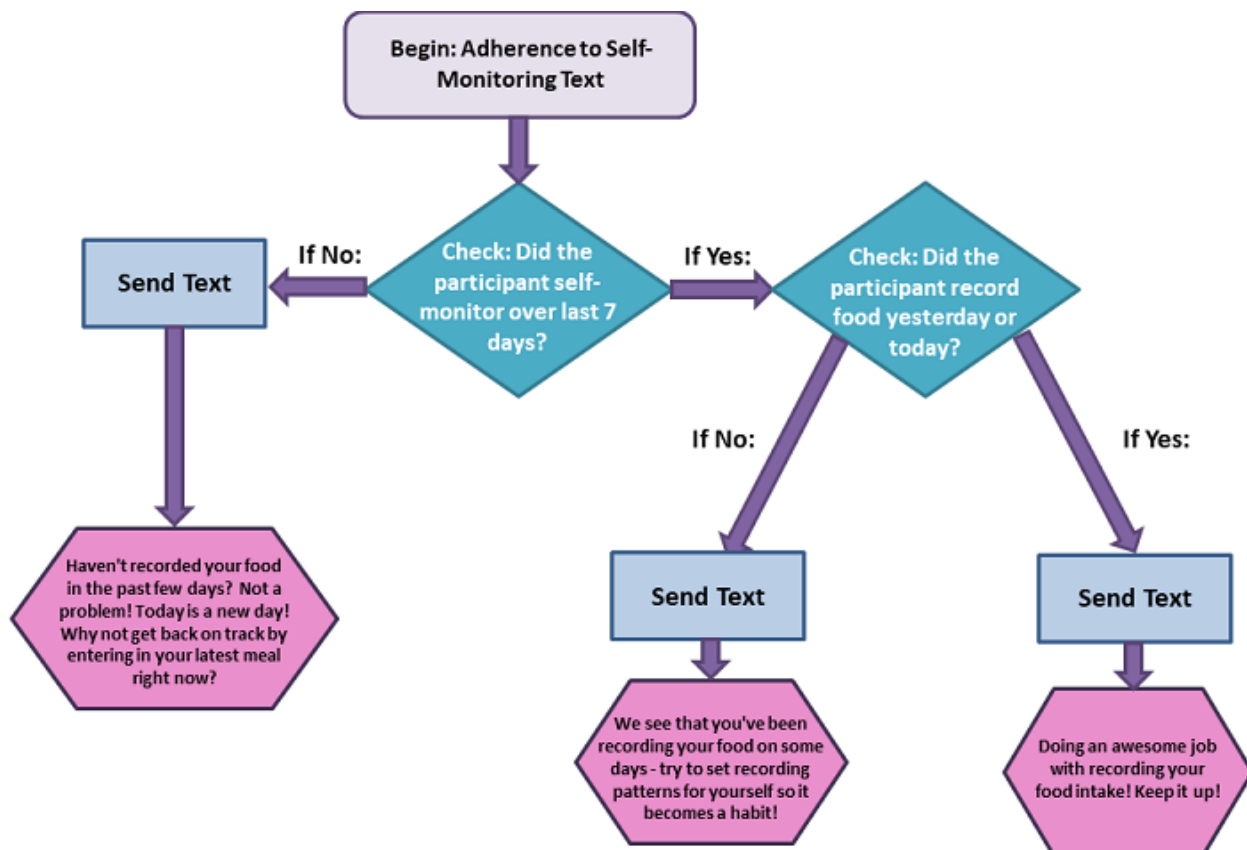 Begin: Adherence to Self-
Monitoring Text
If No:
Check: Did the
participant self-
monitor over last 7
days?
If Yes:
Check: Did the
participant record
food yesterday or
today?
Send Text
If No:
If Yes:
Haven't recorded your food
in the past few days? Not a
problem! Today is a new day!
Why not get back on track by
entering in your latest meal
right now?
Send Text
Send Text
We see that you've been
recording your food on some
days - try to set recording
patterns for yourself so it
becomes a habit!
Doing an awesome job
with recording your
food intake! Keep it up!